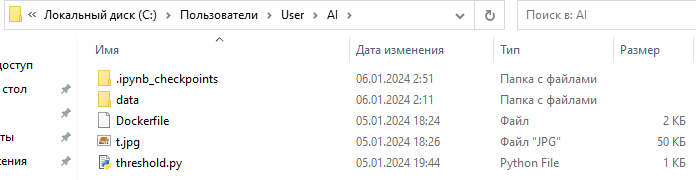 « Локальный диск (C:) > Пользователи > User > AI > Поиск в: AI
Имя Дата изменения Тип Размер
оступ
.ipynb_checkpoints 06.01.2024 2:51 Папка с файлами
стол
data 06.01.2024 2:11 Папка с файлами
Dockerfile 05.01.2024 18:24 Файл 2 КБ
ты
t.jpg 05.01.2024 18:26 Файл "JPG" 50 КБ
ения
threshold.py 05.01.2024 19:44 Python File 1 КБ